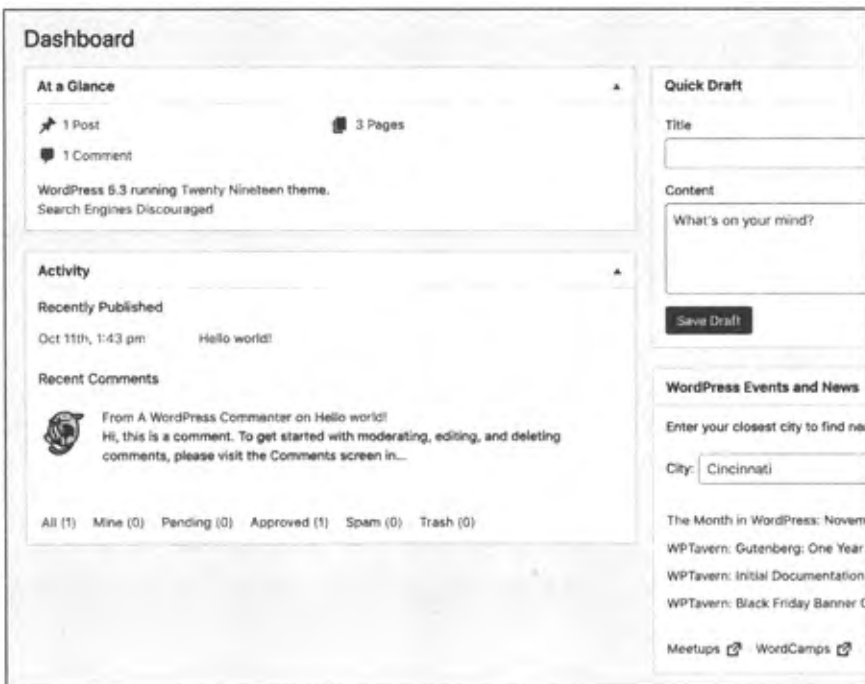 Dashboard
At a Glance
1 Post
3 Pages
1 Comment
WordPress 5.3 running Twenty Nineteen theme.
Search Engines Discouraged
Activity
Recently Published
Oct 11th, 1:43 pm Hello world!
Recent Comments
From A WordPress Commenter on Hello world!
Hi, this is a comment. To get started with moderating, editing, and deleting
comments, please visit the Comments screen in...
All (1) Mine (0) Pending (0) Approved (1) Spam (0) Trash (0)
Quick Draft
Title
Content
What's on your mind?
Save Draft
WordPress Events and News
Enter your closest city to find
City: Cincinnati
The Month in WordPress:
WPTavern: Gutenberg: One Year
WPTavern: Initial Documentation
WPTavern: Black Friday Banner
Meetups WordCamps